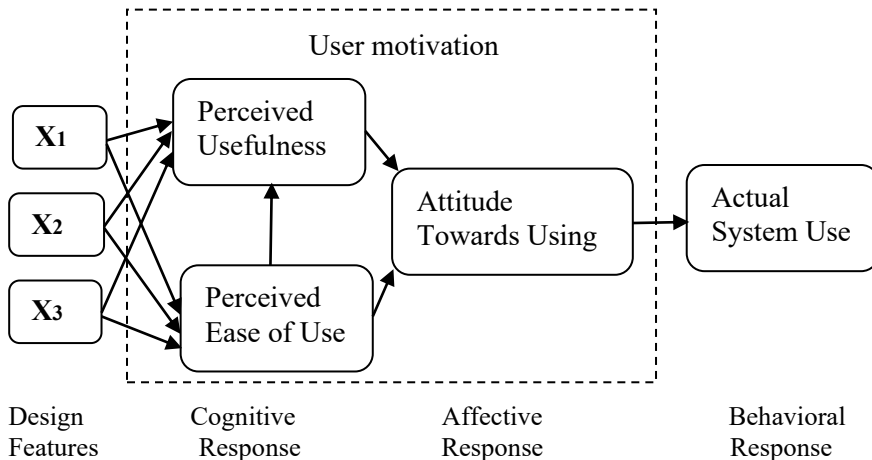 User motivation
X1
X2
X3
Perceived
Usefulness
Perceived
Ease of Use
Attitude
Towards Using
Actual
System Use
Design
Features
Cognitive
Response
Affective
Response
Behavioral
Response